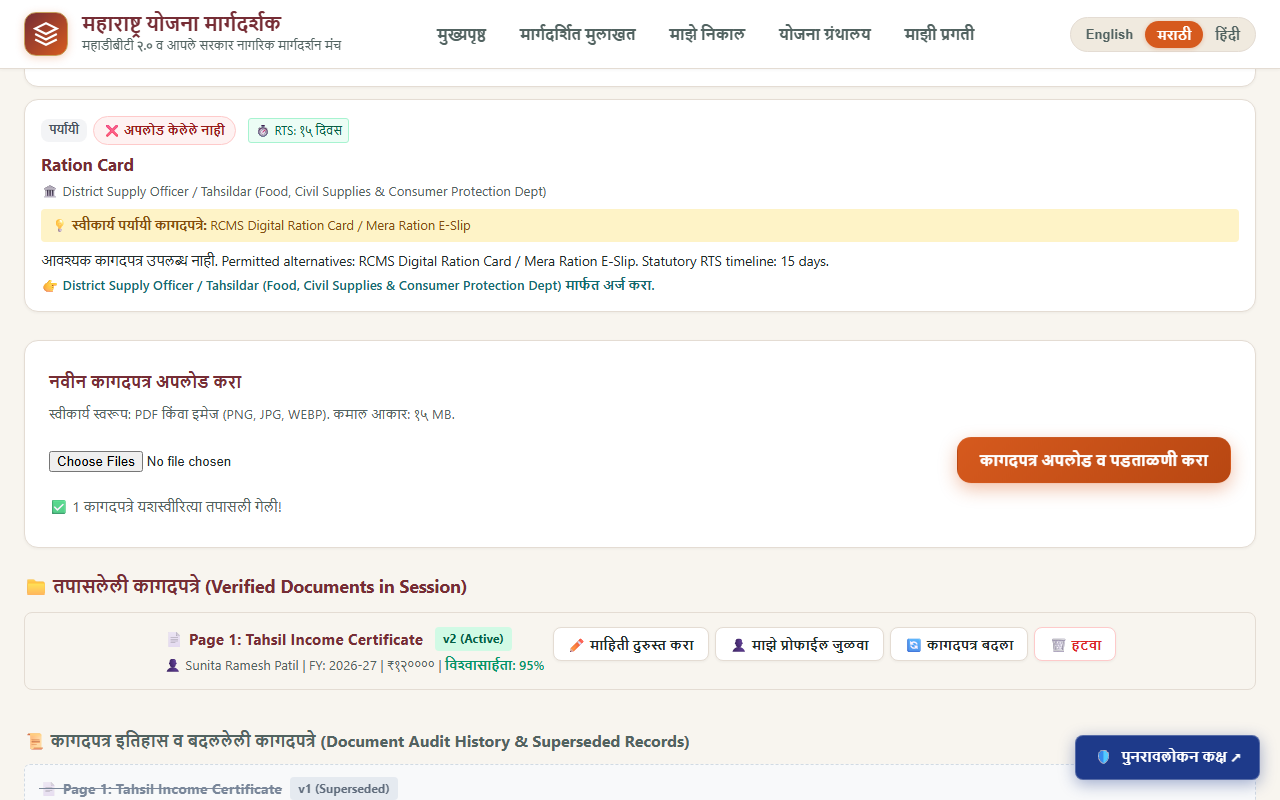 महाराष्ट्र योजना मार्गदर्शक
महाडीबीटी २.० व आपले सरकार नागरिक मार्गदर्शन मंच
मुख्यपृष्ठ मार्गदर्शित मुलाखत माझे निकाल योजना ग्रंथालय माझी प्रगती
English मराठी हिंदी
पर्यायी ❌ अपलोड केलेले नाही ⏱ RTS: १५ दिवस
Ration Card
🏛 District Supply Officer / Tahsildar (Food, Civil Supplies & Consumer Protection Dept)
💡 स्वीकार्य पर्यायी कागदपत्रे: RCMS Digital Ration Card / Mera Ration E-Slip
आवश्यक कागदपत्र उपलब्ध नाही. Permitted alternatives: RCMS Digital Ration Card / Mera Ration E-Slip. Statutory RTS timeline: 15 days.
👉 District Supply Officer / Tahsildar (Food, Civil Supplies & Consumer Protection Dept) मार्फत अर्ज करा.
नवीन कागदपत्र अपलोड करा
स्वीकार्य स्वरूप: PDF किंवा इमेज (PNG, JPG, WEBP). कमाल आकार: १५ MB.
Choose Files No file chosen
कागदपत्र अपलोड व पडताळणी करा
✅ 1 कागदपत्रे यशस्वीरित्या तपासली गेली!
📁 तपासलेली कागदपत्रे (Verified Documents in Session)
📄 Page 1: Tahsil Income Certificate v2 (Active)
👤 Sunita Ramesh Patil | FY: 2026-27 | ₹१२०००० | विश्वासार्हता: 95%
✏️ माहिती दुरुस्त करा 👤 माझे प्रोफाईल जुळवा 🔄 कागदपत्र बदला 🗑 हटवा
📜 कागदपत्र इतिहास व बदललेली कागदपत्रे (Document Audit History & Superseded Records)
🛡 पुनरावलोकन कक्ष ↗
📄 Page 1: Tahsil Income Certificate v1 (Superseded)